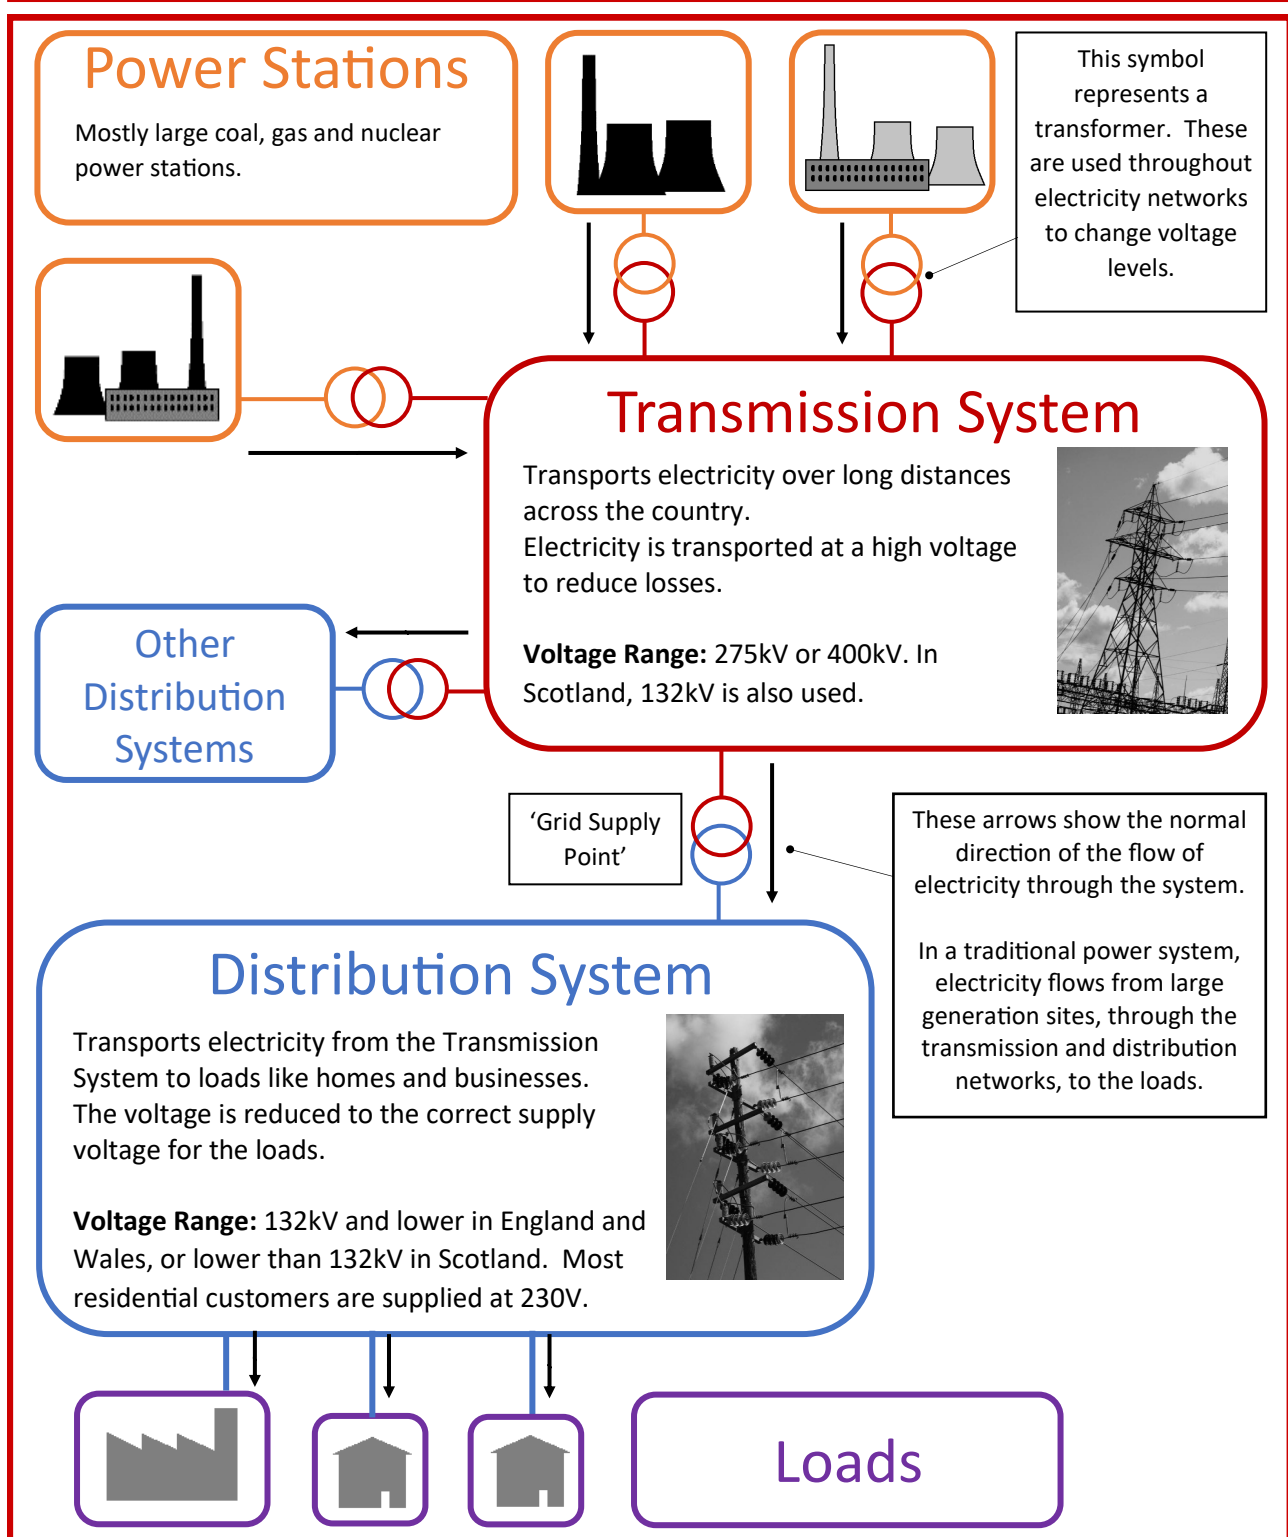 Power Stations
Mostly large coal, gas and nuclear
power stations.
This symbol
represents a
transformer.  These
are used throughout
electricity networks
to change voltage
levels.
Transmission System
Transports electricity over long distances
across the country.
Electricity is transported at a high voltage
to reduce losses.
Voltage Range: 275kV or 400kV. In
Scotland, 132kV is also used.
Other
Distribution
Systems
‘Grid Supply
Point’
These arrows show the normal
direction of the flow of
electricity through the system.
In a traditional power system,
electricity flows from large
generation sites, through the
transmission and distribution
networks, to the loads.
Distribution System
Transports electricity from the Transmission
System to loads like homes and businesses.
The voltage is reduced to the correct supply
voltage for the loads.
Voltage Range: 132kV and lower in England and
Wales, or lower than 132kV in Scotland.  Most
residential customers are supplied at 230V.
Loads